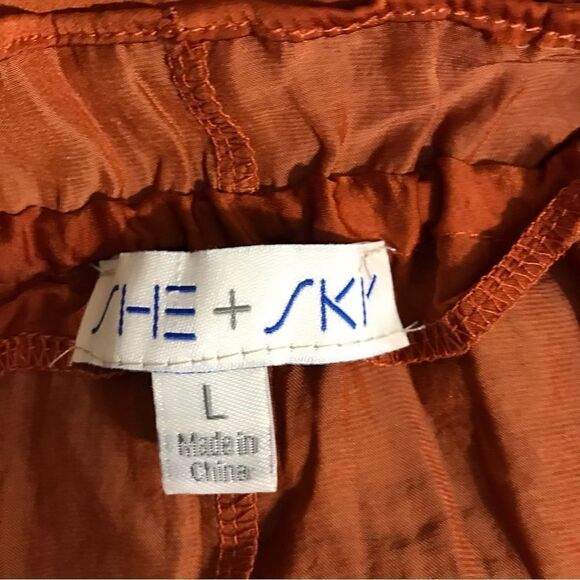 SHE + SKY
L
Made in
China